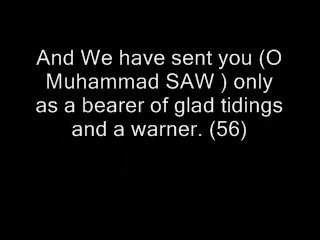 And We have sent you (O
Muhammad SAW ) only
as a bearer of glad tidings
and a warner. (56)